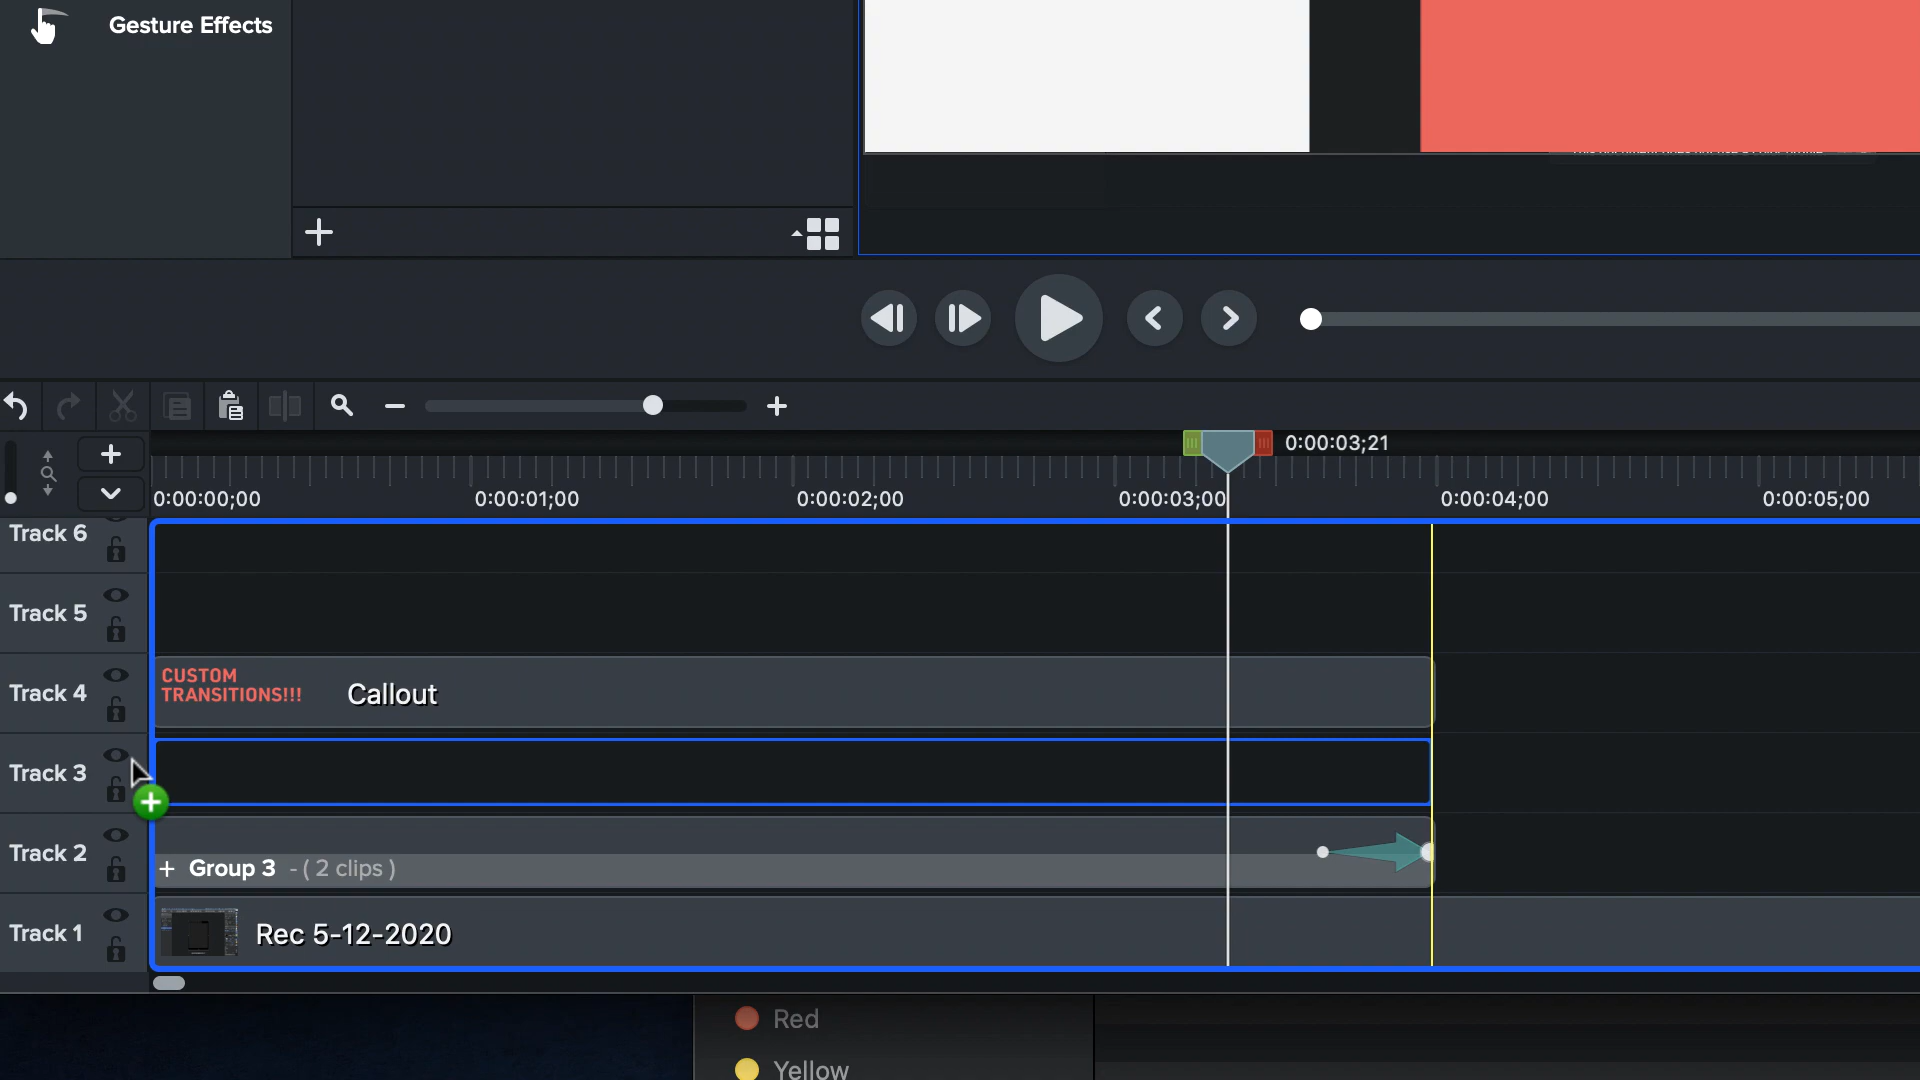 Gesture Effects
0:00:03;21
0:00:00;00
0:00:01;00
0:00:02;00
0:00:03;00
0:00:04;00
0:00:05;00
Track 6
Track 5
Track 4
CUSTOM
TRANSITIONS!!!
Callout
Track 3
Track 2
+ Group 3 - ( 2 clips )
Track 1
Rec 5-12-2020
Red
Yellow